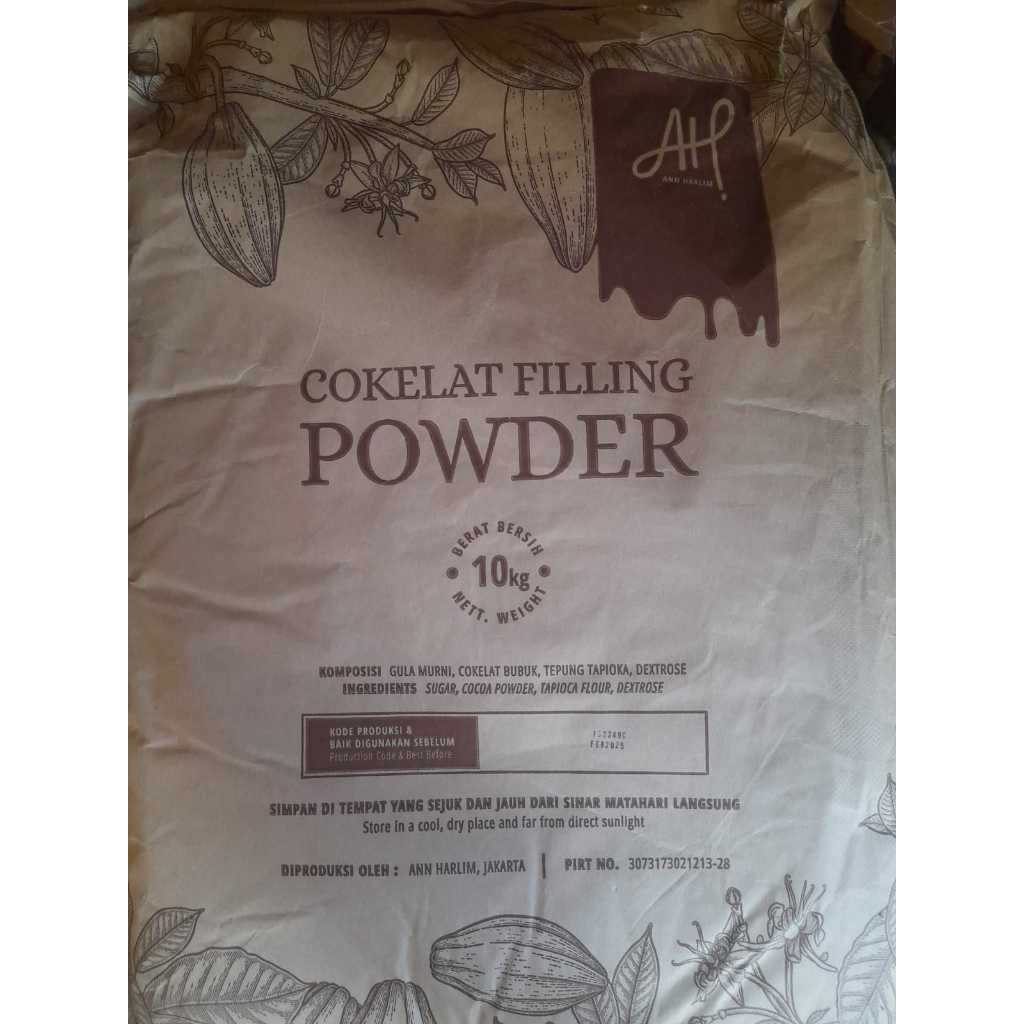 AH
ANN HARLIM
COKELAT FILLING
POWDER
BERAT BERSIH
10kg
NETT. WEIGHT
KOMPOSISI GULA MURNI, COKELAT BUBUK, TEPUNG TAPIOKA, DEXTROSE
INGREDIENTS SUGAR, COCOA POWDER, TAPIOCA FLOUR, DEXTROSE
KODE PRODUKSI &
BAIK DIGUNAKAN SEBELUM
Production Code & Best Before
FEB2025
SIMPAN DI TEMPAT YANG SEJUK DAN JAUH DARI SINAR MATAHARI LANGSUNG
Store in a cool, dry place and far from direct sunlight
DIPRODUKSI OLEH : ANN HARLIM, JAKARTA | PIRT NO. 3073173021213-28